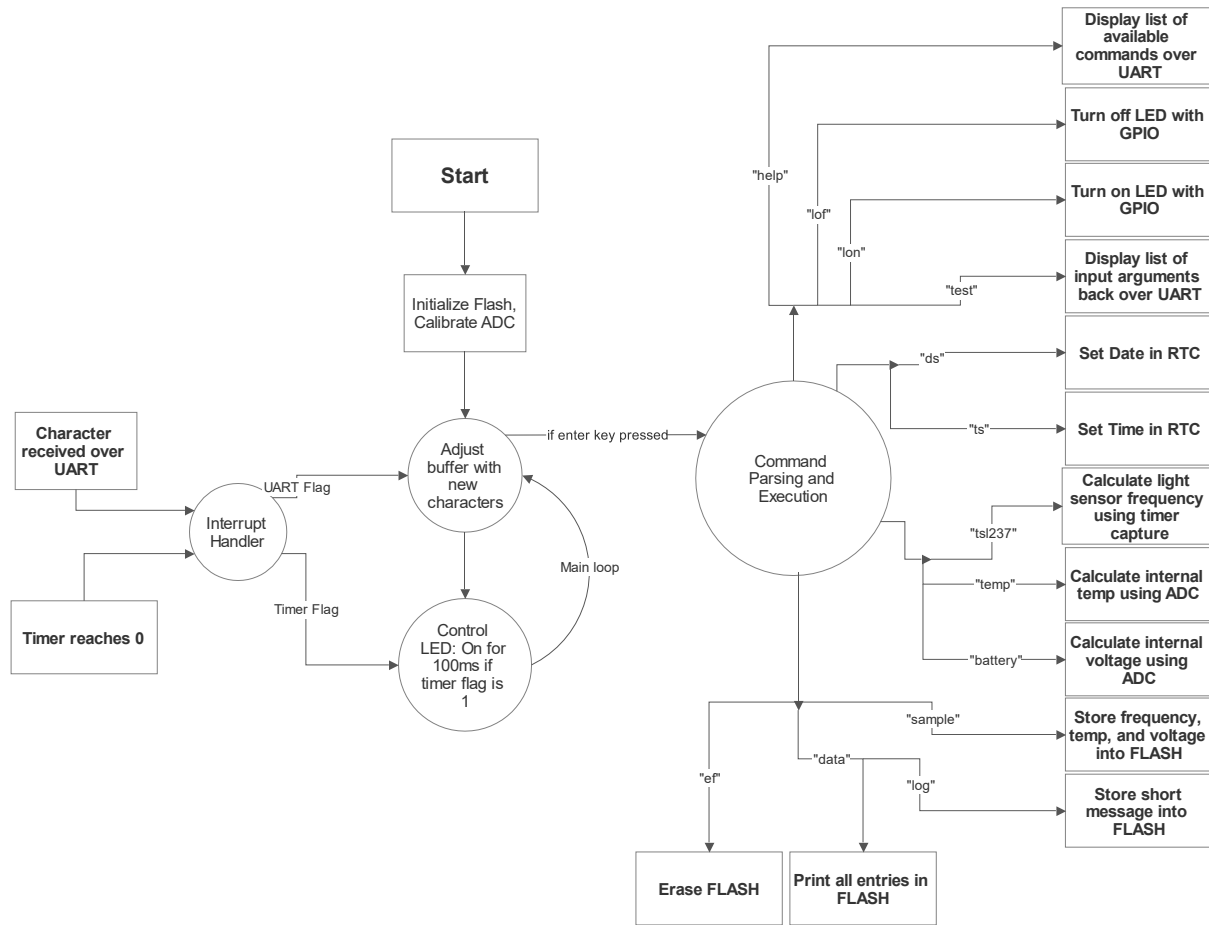 Display list of
available
commands over
UART
Turn off LED with
GPIO
Start
"help"
"lof"
Turn on LED with
GPIO
"lon"
Display list of
input arguments
back over UART
"test"
Initialize Flash,
Calibrate ADC
"ds"
Set Date in RTC
Character
received over
UART
Adjust
buffer with
new
characters
if enter key pressed
"ts"
Set Time in RTC
Command
Parsing and
Execution
UART Flag
Interrupt
Handler
Calculate light
sensor frequency
using timer
capture
"tsl237"
Main loop
"temp"
Calculate internal
temp using ADC
Timer Flag
Timer reaches 0
Control
LED: On for
100ms if
timer flag is
1
"battery"
Calculate internal
voltage using
ADC
"sample"
Store frequency,
temp, and voltage
into FLASH
"ef"
"data"
"log"
Store short
message into
FLASH
Erase FLASH
Print all entries in
FLASH